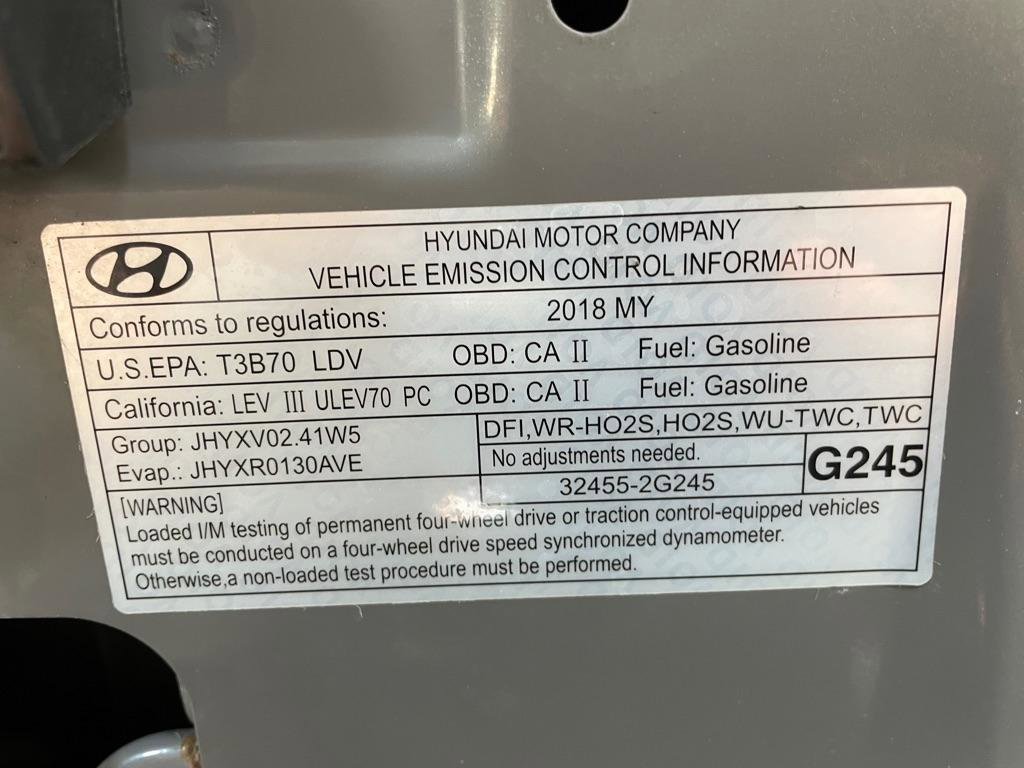 HYUNDAI MOTOR COMPANY
VEHICLE EMISSION CONTROL INFORMATION
Conforms to regulations: 2018 MY
U.S.EPA: T3B70 LDV OBD: CA II Fuel: Gasoline
California: LEV III ULEV70 PC OBD: CA II Fuel: Gasoline
Group: JHYXV02.41W5
Evap.: JHYXR0130AVE
DFI,WR-HO2S,HO2S,WU-TWC,TWC
No adjustments needed.
32455-2G245
G245
[WARNING]
Loaded I/M testing of permanent four-wheel drive or traction control-equipped vehicles
must be conducted on a four-wheel drive speed synchronized dynamometer.
Otherwise,a non-loaded test procedure must be performed.